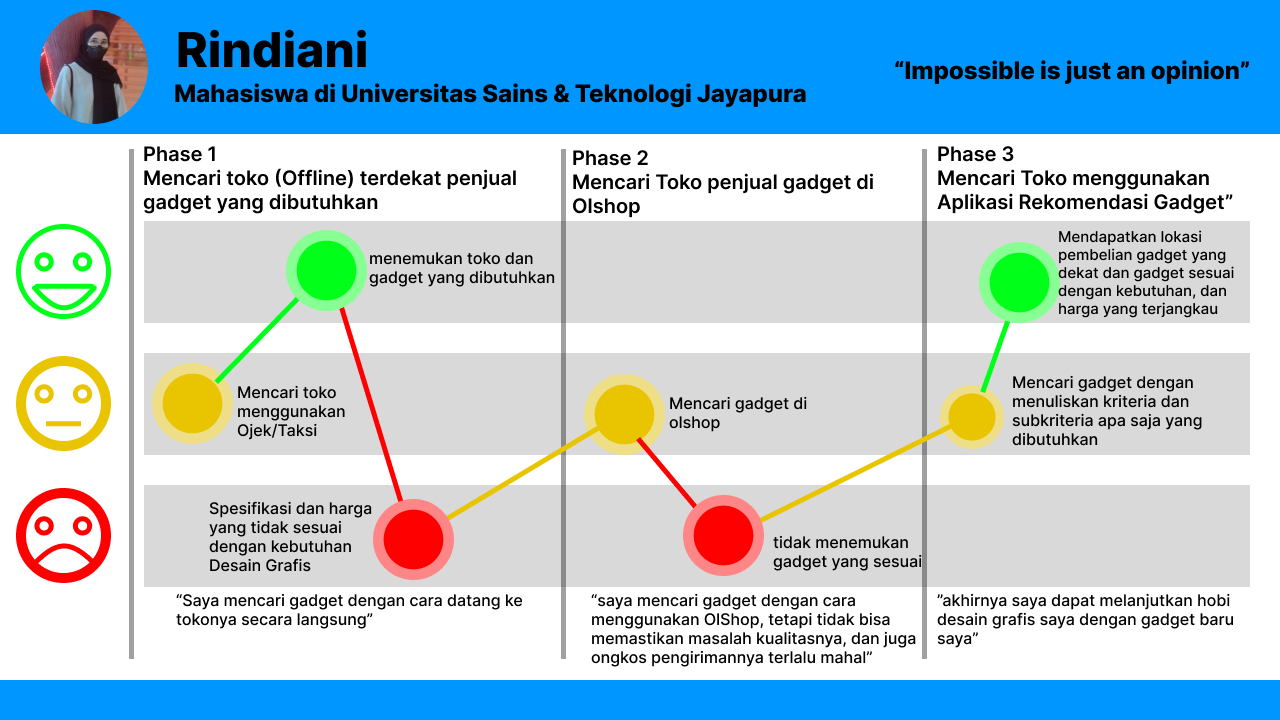 Rindiani
Mahasiswa di Universitas Sains & Teknologi Jayapura
“Impossible is just an opinion”
Phase 1
Mencari toko (Offline) terdekat penjual
gadget yang dibutuhkan
Phase 2
Mencari Toko penjual gadget di
Olshop
Phase 3
Mencari Toko menggunakan
Aplikasi Rekomendasi Gadget”
menemukan toko dan
gadget yang dibutuhkan
Mendapatkan lokasi
pembelian gadget yang
dekat dan gadget sesuai
dengan kebutuhan, dan
harga yang terjangkau
Mencari toko
menggunakan
Ojek/Taksi
Mencari gadget di
olshop
Mencari gadget dengan
menuliskan kriteria dan
subkriteria apa saja yang
dibutuhkan
Spesifikasi dan harga
yang tidak sesuai
dengan kebutuhan
Desain Grafis
tidak menemukan
gadget yang sesuai
“Saya mencari gadget dengan cara datang ke
tokonya secara langsung”
“saya mencari gadget dengan cara
menggunakan OlShop, tetapi tidak bisa
memastikan masalah kualitasnya, dan juga
ongkos pengirimannya terlalu mahal”
”akhirnya saya dapat melanjutkan hobi
desain grafis saya dengan gadget baru
saya”